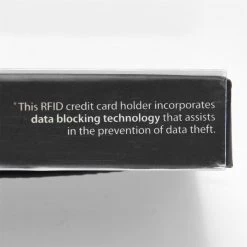 *This RFID credit card holder incorporates
data blocking technology that assists
in the prevention of data theft.